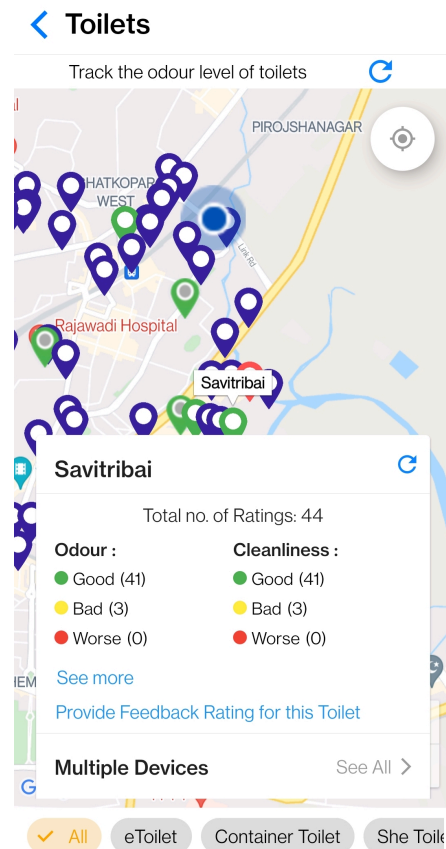 Toilets
Track the odour level of toilets
PIROJSHANAGAR
HATKOPAR
WEST
Link Rd
Rajawadi Hospital
Savitribai
Savitribai
Total no. of Ratings: 44
Odour :
Cleanliness :
Good (41)
Good (41)
Bad (3)
Bad (3)
Worse (0)
Worse (0)
See more
Provide Feedback Rating for this Toilet
Multiple Devices
See All
All
eToilet
Container Toilet
She Toile